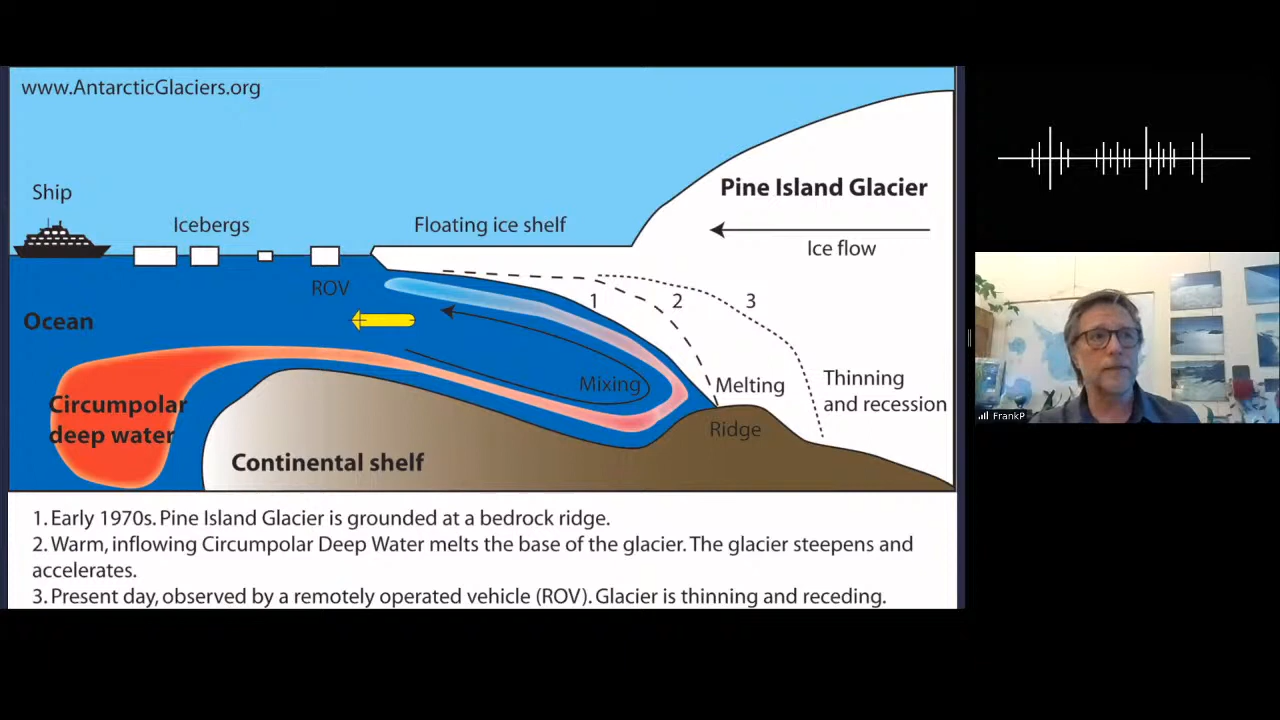 www.AntarcticGlaciers.org
Ship
Icebergs
Floating ice shelf
Pine Island Glacier
Ice flow
ROV
1
2
3
Ocean
Mixing
Melting
Thinning
and recession
Circumpolar
deep water
Ridge
Continental shelf
FrankP
1. Early 1970s. Pine Island Glacier is grounded at a bedrock ridge.
2. Warm, inflowing Circumpolar Deep Water melts the base of the glacier. The glacier steepens and
accelerates.
3. Present day, observed by a remotely operated vehicle (ROV). Glacier is thinning and receding.